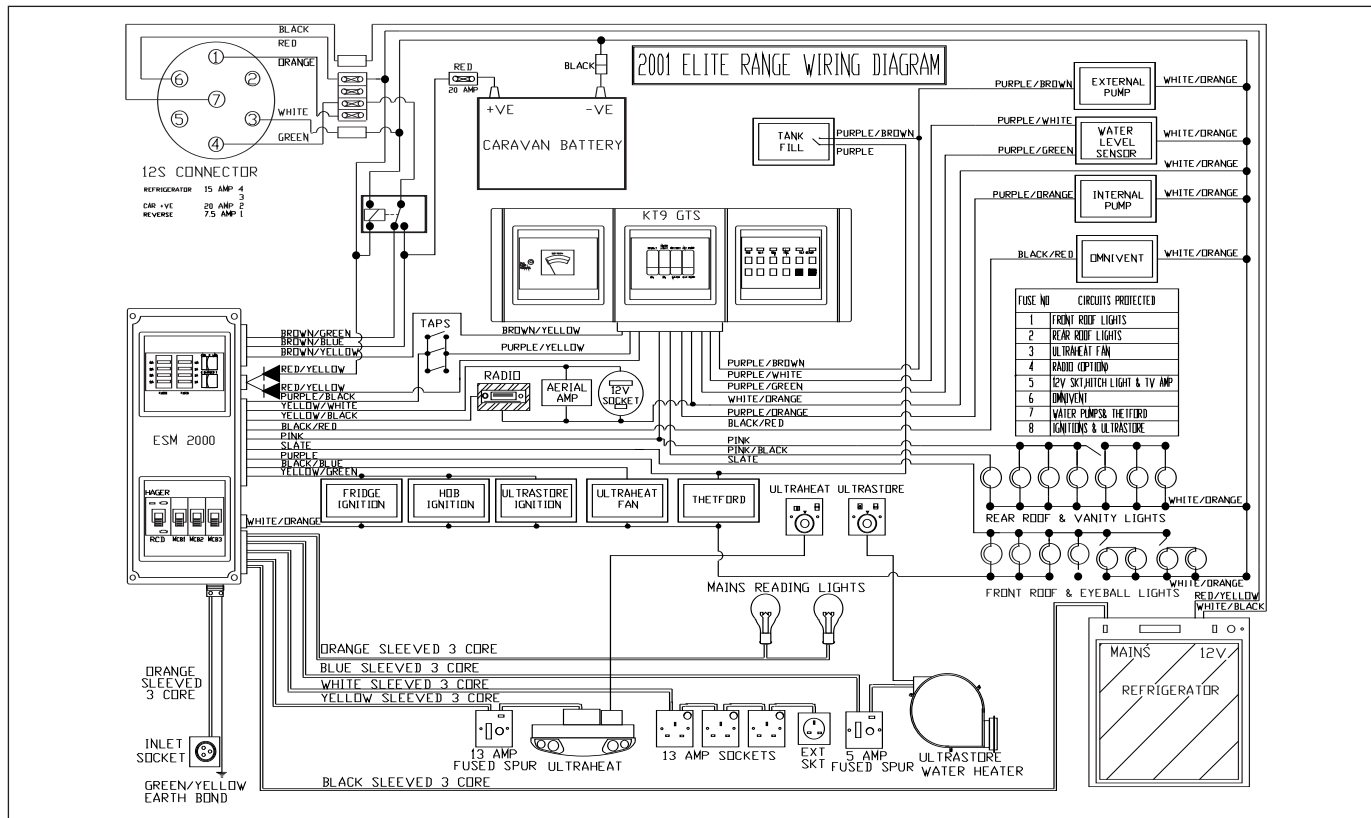 2001 ELITE RANGE WIRING DIAGRAM
BLACK
RED
ORANGE
WHITE
GREEN
1
2
3
4
5
6
7
12S CONNECTOR
REFRIGERATOR 15 AMP 4
3
CAR +VE 20 AMP 2
REVERSE 7.5 AMP 1
RED
20 AMP
BLACK
+VE
-VE
CARAVAN BATTERY
TANK
FILL
PURPLE/BROWN
PURPLE
PURPLE/BROWN
EXTERNAL
PUMP
WHITE/ORANGE
PURPLE/WHITE
PURPLE/GREEN
WATER
LEVEL
SENSOR
WHITE/ORANGE
WHITE/ORANGE
PURPLE/ORANGE
INTERNAL
PUMP
BLACK/RED
OMNIVENT
WHITE/ORANGE
KT9 GTS
FUSE NO CIRCUITS PROTECTED
1 FRONT ROOF LIGHTS
2 REAR ROOF LIGHTS
3 ULTRAHEAT FAN
4 RADIO (OPTION)
5 12V SKT,HITCH LIGHT & TV AMP
6 OMNIVENT
7 WATER PUMPS& THETFORD
8 IGNITIONS & ULTRASTORE
BROWN/GREEN
BROWN/BLUE
BROWN/YELLOW
RED/YELLOW
RED/YELLOW
PURPLE/BLACK
YELLOW/WHITE
YELLOW/BLACK
BLACK/RED
PINK
SLATE
PURPLE
BLACK/BLUE
YELLOW/GREEN
WHITE/ORANGE
TAPS
BROWN/YELLOW
PURPLE/YELLOW
RADIO
AERIAL
AMP
12V
SOCKET
PURPLE/BROWN
PURPLE/WHITE
PURPLE/GREEN
WHITE/ORANGE
PURPLE/ORANGE
BLACK/RED
PINK
PINK/BLACK
SLATE
ESM 2000
HAGER
RCD MCB1 MCB2 MCB3
FRIDGE
IGNITION
HOB
IGNITION
ULTRASTORE
IGNITION
ULTRAHEAT
FAN
THETFORD
ULTRAHEAT
ULTRASTORE
WHITE/ORANGE
REAR ROOF & VANITY LIGHTS
FRONT ROOF & EYEBALL LIGHTS
WHITE/ORANGE
RED/YELLOW
WHITE/BLACK
MAINS READING LIGHTS
ORANGE SLEEVED 3 CORE
BLUE SLEEVED 3 CORE
WHITE SLEEVED 3 CORE
YELLOW SLEEVED 3 CORE
ORANGE
SLEEVED
3 CORE
INLET
SOCKET
GREEN/YELLOW
EARTH BOND
13 AMP
FUSED SPUR
ULTRAHEAT
13 AMP SOCKETS
EXT
SKT
5 AMP
FUSED SPUR
ULTRASTORE
WATER HEATER
BLACK SLEEVED 3 CORE
MAINS
12V
REFRIGERATOR